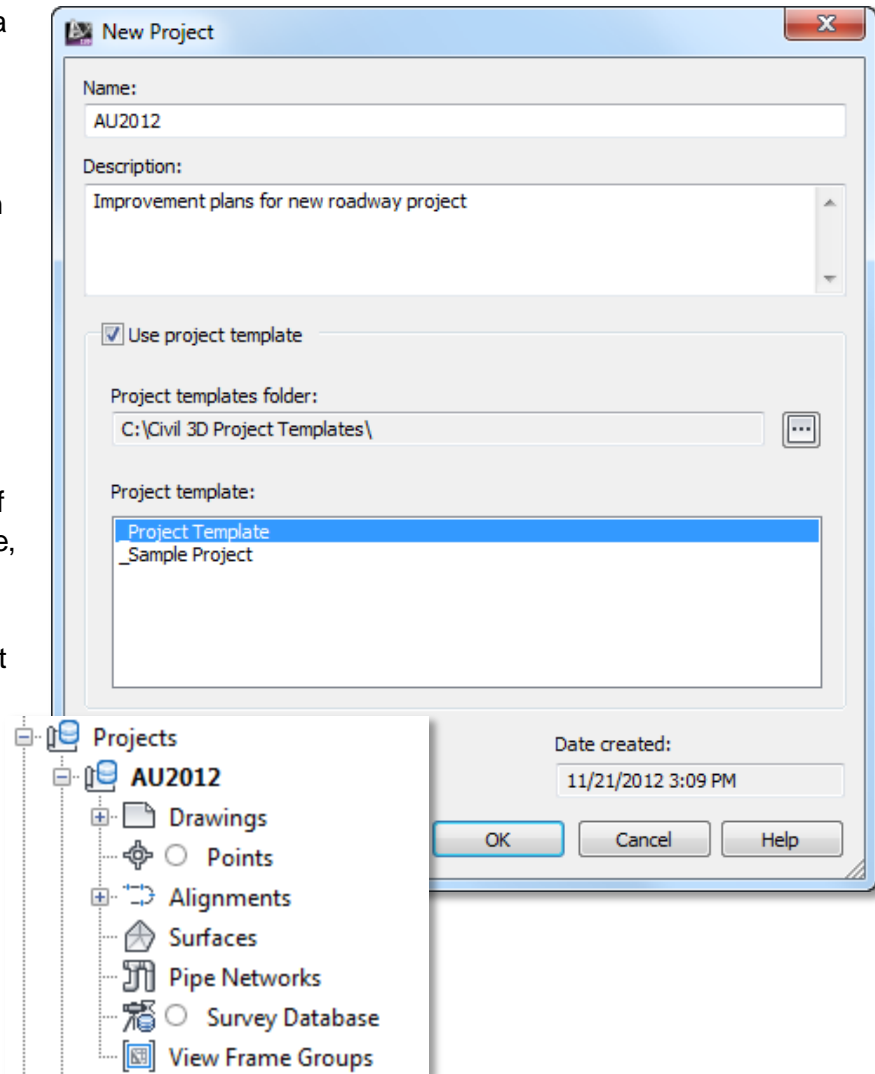 a
New Project
Name:
AU2012
Description:
Improvement plans for new roadway project
Use project template
Project templates folder:
C:\Civil 3D Project Templates\
...
Project template:
_Project Template
_Sample Project
e,
t
Projects
AU2012
Drawings
Points
Alignments
Surfaces
Pipe Networks
Survey Database
View Frame Groups
Date created:
11/21/2012 3:09 PM
OK
Cancel
Help